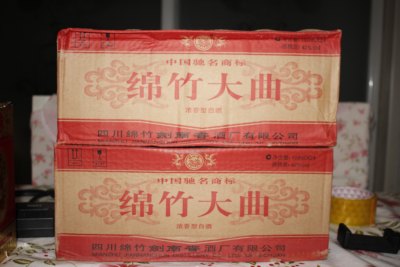 中国驰名商标
绵竹大曲
浓香型白酒
四川绵竹剑南春酒厂有限公司
中国驰名商标
绵竹大曲
浓香型白酒
四川绵竹剑南春酒厂有限公司